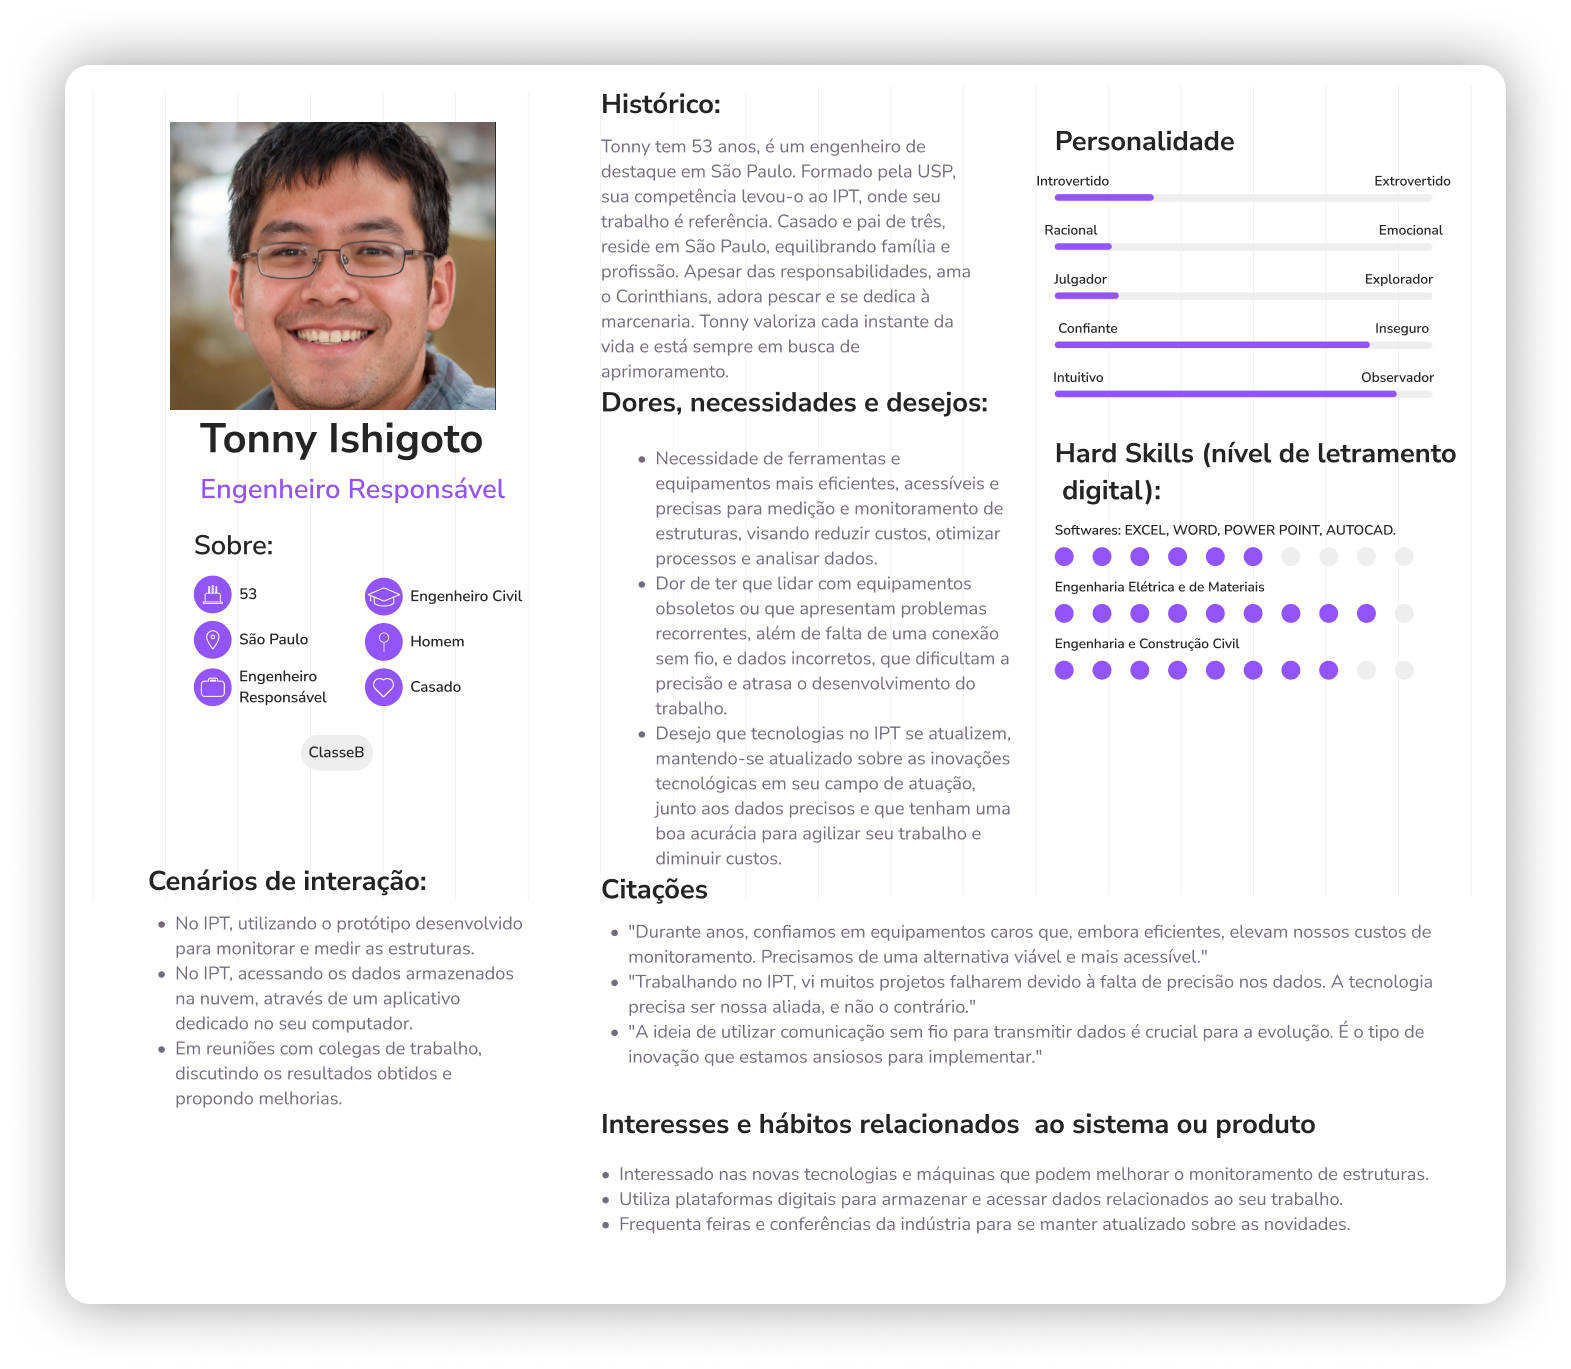 Tonny Ishigoto
Engenheiro Responsável
Sobre:
53
Engenheiro Civil
São Paulo
Homem
Engenheiro
Responsável
Casado
ClasseB
Cenários de interação:
• No IPT, utilizando o protótipo desenvolvido
para monitorar e medir as estruturas.
• No IPT, acessando os dados armazenados
na nuvem, através de um aplicativo
dedicado no seu computador.
• Em reuniões com colegas de trabalho,
discutindo os resultados obtidos e
propondo melhorias.
Histórico:
Tonny tem 53 anos, é um engenheiro de
destaque em São Paulo. Formado pela USP,
sua competência levou-o ao IPT, onde seu
trabalho é referência. Casado e pai de três,
reside em São Paulo, equilibrando família e
profissão. Apesar das responsabilidades, ama
o Corinthians, adora pescar e se dedica à
marcenaria. Tonny valoriza cada instante da
vida e está sempre em busca de
aprimoramento.
Dores, necessidades e desejos:
• Necessidade de ferramentas e
equipamentos mais eficientes, acessíveis e
precisas para medição e monitoramento de
estruturas, visando reduzir custos, otimizar
processos e analisar dados.
• Dor de ter que lidar com equipamentos
obsoletos ou que apresentam problemas
recorrentes, além de falta de uma conexão
sem fio, e dados incorretos, que dificultam a
precisão e atrasa o desenvolvimento do
trabalho.
• Desejo que tecnologias no IPT se atualizem,
mantendo-se atualizado sobre as inovações
tecnológicas em seu campo de atuação,
junto aos dados precisos e que tenham uma
boa acurácia para agilizar seu trabalho e
diminuir custos.
Personalidade
Introvertido Extrovertido
Racional Emocional
Julgador Explorador
Confiante Inseguro
Intuitivo Observador
Hard Skills (nível de letramento
digital):
Softwares: EXCEL, WORD, POWER POINT, AUTOCAD.
Engenharia Elétrica e de Materiais
Engenharia e Construção Civil
Citações
• "Durante anos, confiamos em equipamentos caros que, embora eficientes, elevam nossos custos de
monitoramento. Precisamos de uma alternativa viável e mais acessível."
• "Trabalhando no IPT, vi muitos projetos falharem devido à falta de precisão nos dados. A tecnologia
precisa ser nossa aliada, e não o contrário."
• "A ideia de utilizar comunicação sem fio para transmitir dados é crucial para a evolução. É o tipo de
inovação que estamos ansiosos para implementar."
Interesses e hábitos relacionados  ao sistema ou produto
• Interessado nas novas tecnologias e máquinas que podem melhorar o monitoramento de estruturas.
• Utiliza plataformas digitais para armazenar e acessar dados relacionados ao seu trabalho.
• Frequenta feiras e conferências da indústria para se manter atualizado sobre as novidades.